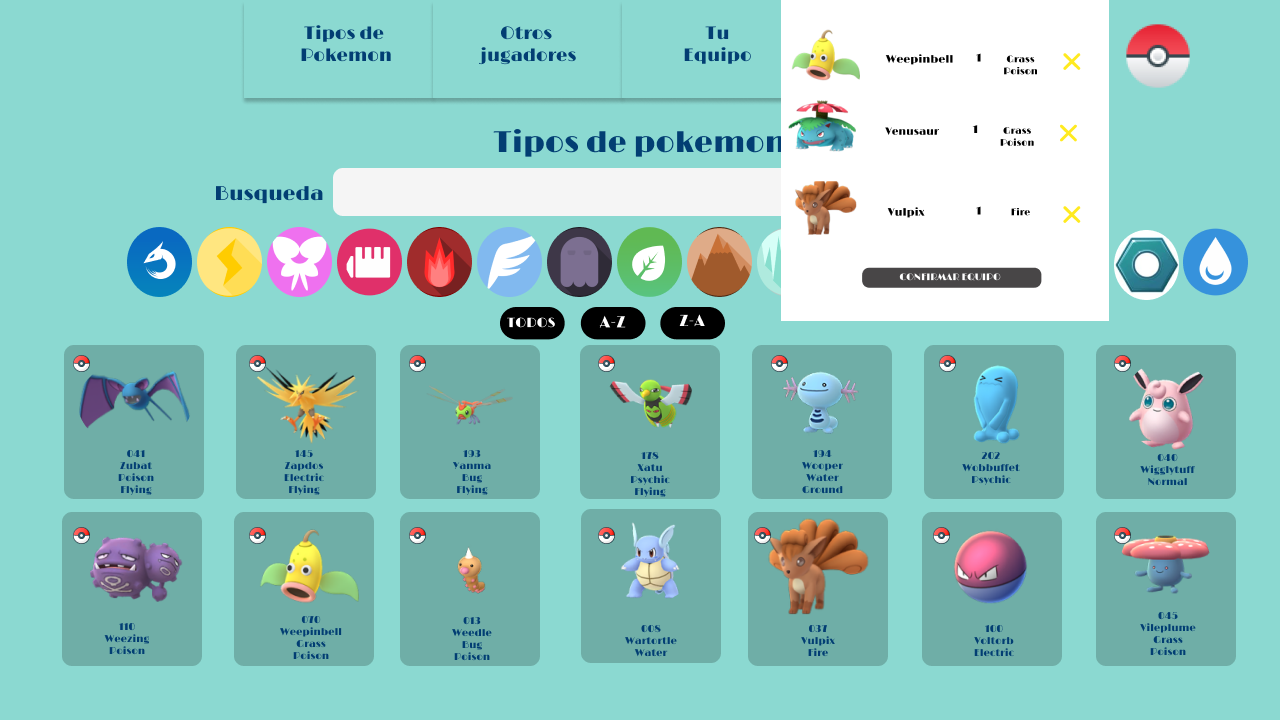 Tipos de
Pokemon
Otros
jugadores
Tu
Equipo
Weepinbell
1
Grass
Poison
Venusaur
1
Grass
Poison
Vulpix
1
Fire
CONFIRMAR EQUIPO
Tipos de pokemon
Busqueda
TODOS
A-Z
Z-A
041
Zubat
Poison
Flying
145
Zapdos
Electric
Flying
193
Yanma
Bug
Flying
178
Xatu
Psychic
Flying
194
Wooper
Water
Ground
202
Wobbuffet
Psychic
040
Wigglytuff
Normal
110
Weezing
Poison
070
Weepinbell
Grass
Poison
013
Weedle
Bug
Poison
008
Wartortle
Water
037
Vulpix
Fire
100
Voltorb
Electric
045
Vileplume
Grass
Poison